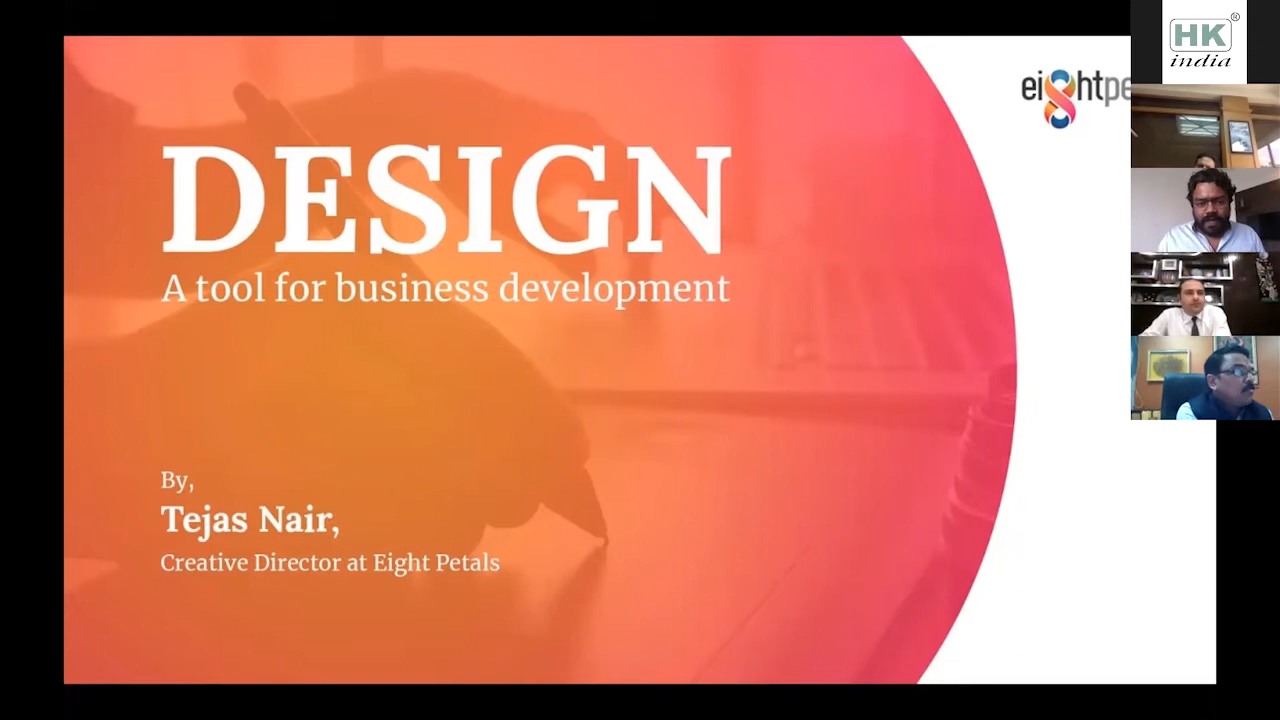 DESIGN
A tool for business development
By,
Tejas Nair,
Creative Director at Eight Petals
HK
india